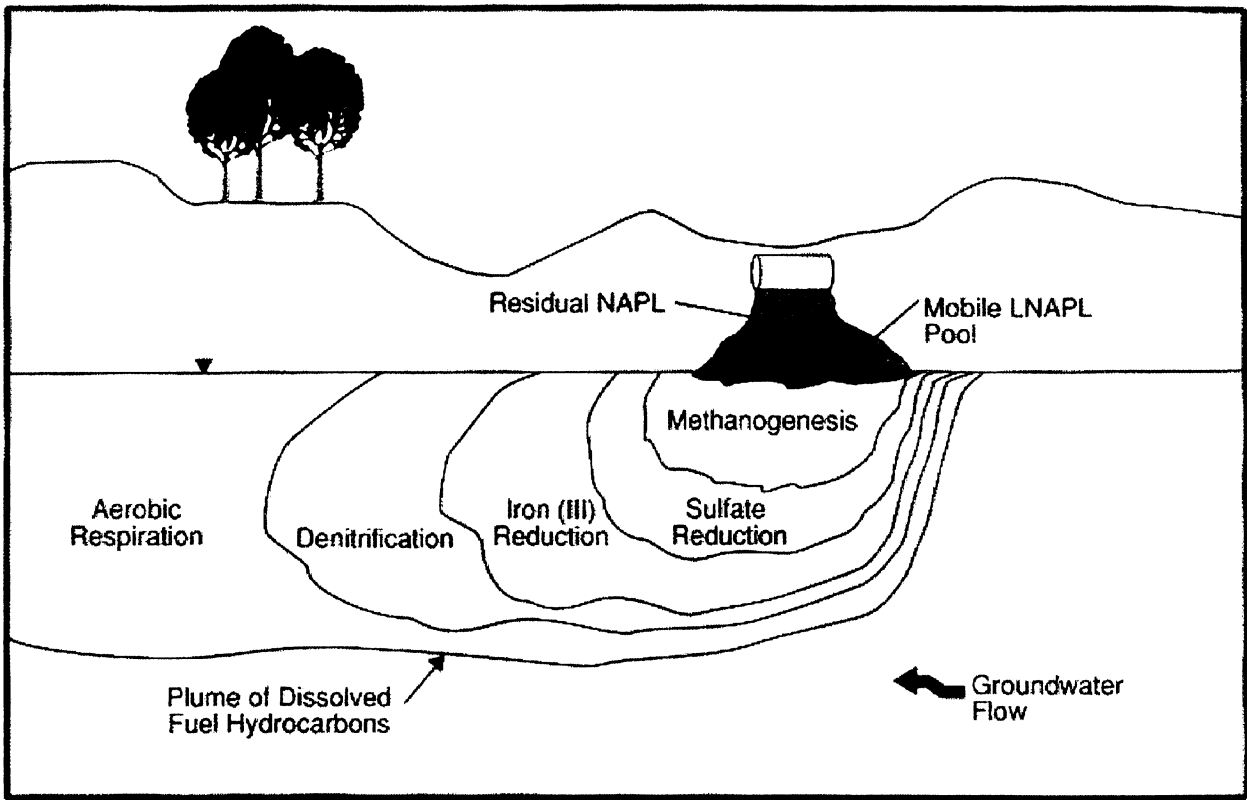 Residual NAPL
Mobile LNAPL
Pool
Methanogenesis
Aerobic
Respiration
Denitrification
Iron (III)
Reduction
Sulfate
Reduction
Plume of Dissolved
Fuel Hydrocarbons
Groundwater
Flow